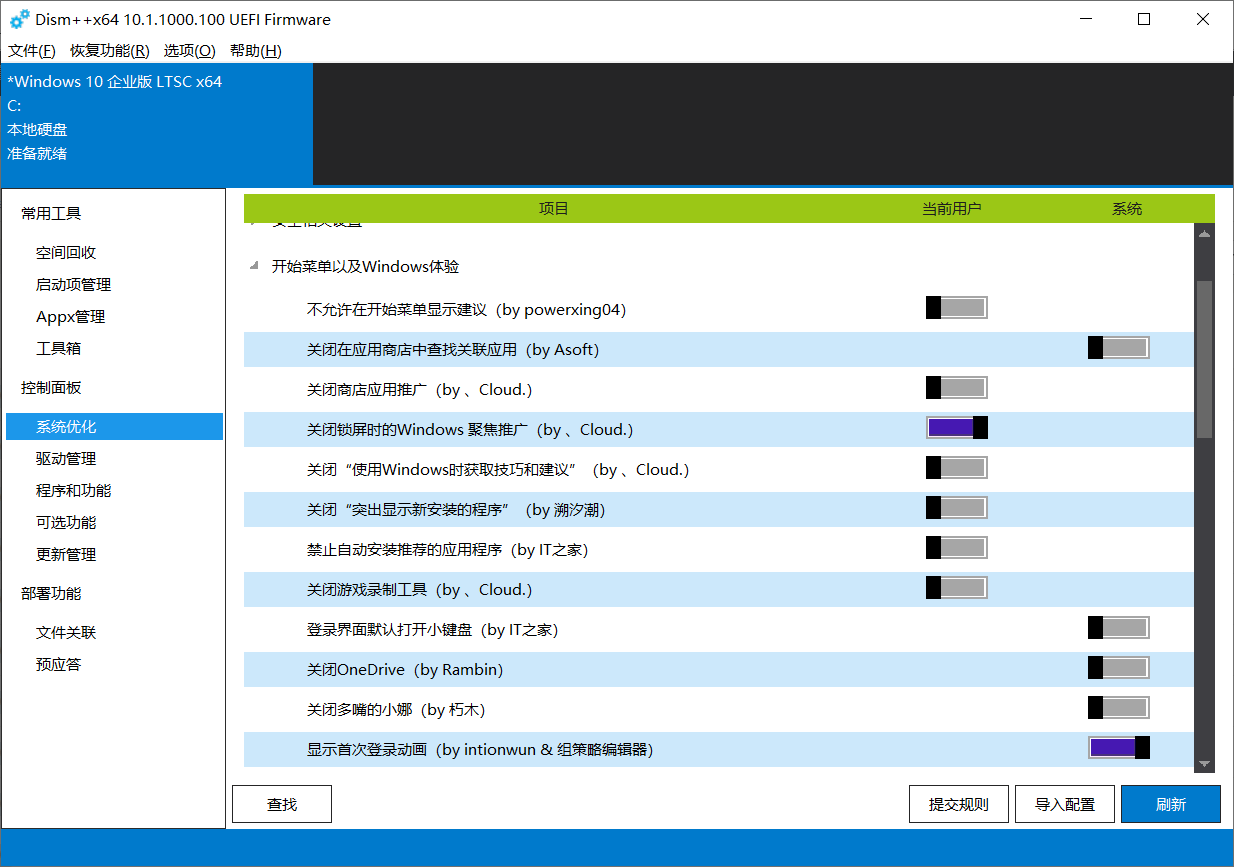 Dism++x64 10.1.1000.100 UEFI Firmware
文件(F) 恢复功能(R) 选项(O) 帮助(H)
*Windows 10 企业版 LTSC x64
C:
本地硬盘
准备就绪
常用工具
空间回收
启动项管理
Appx管理
工具箱
控制面板
系统优化
驱动管理
程序和功能
可选功能
更新管理
部署功能
文件关联
预应答
项目 当前用户 系统
安全相关设置
开始菜单以及Windows体验
不允许在开始菜单显示建议（by powerxing04）
关闭在应用商店中查找关联应用（by Asoft）
关闭商店应用推广（by 、Cloud.）
关闭锁屏时的Windows 聚焦推广（by 、Cloud.）
关闭“使用Windows时获取技巧和建议”（by 、Cloud.）
关闭“突出显示新安装的程序”（by 溯汐潮）
禁止自动安装推荐的应用程序（by IT之家）
关闭游戏录制工具（by 、Cloud.）
登录界面默认打开小键盘（by IT之家）
关闭OneDrive（by Rambin）
关闭多嘴的小娜（by 朽木）
显示首次登录动画（by intionwun & 组策略编辑器）
查找 提交规则 导入配置 刷新